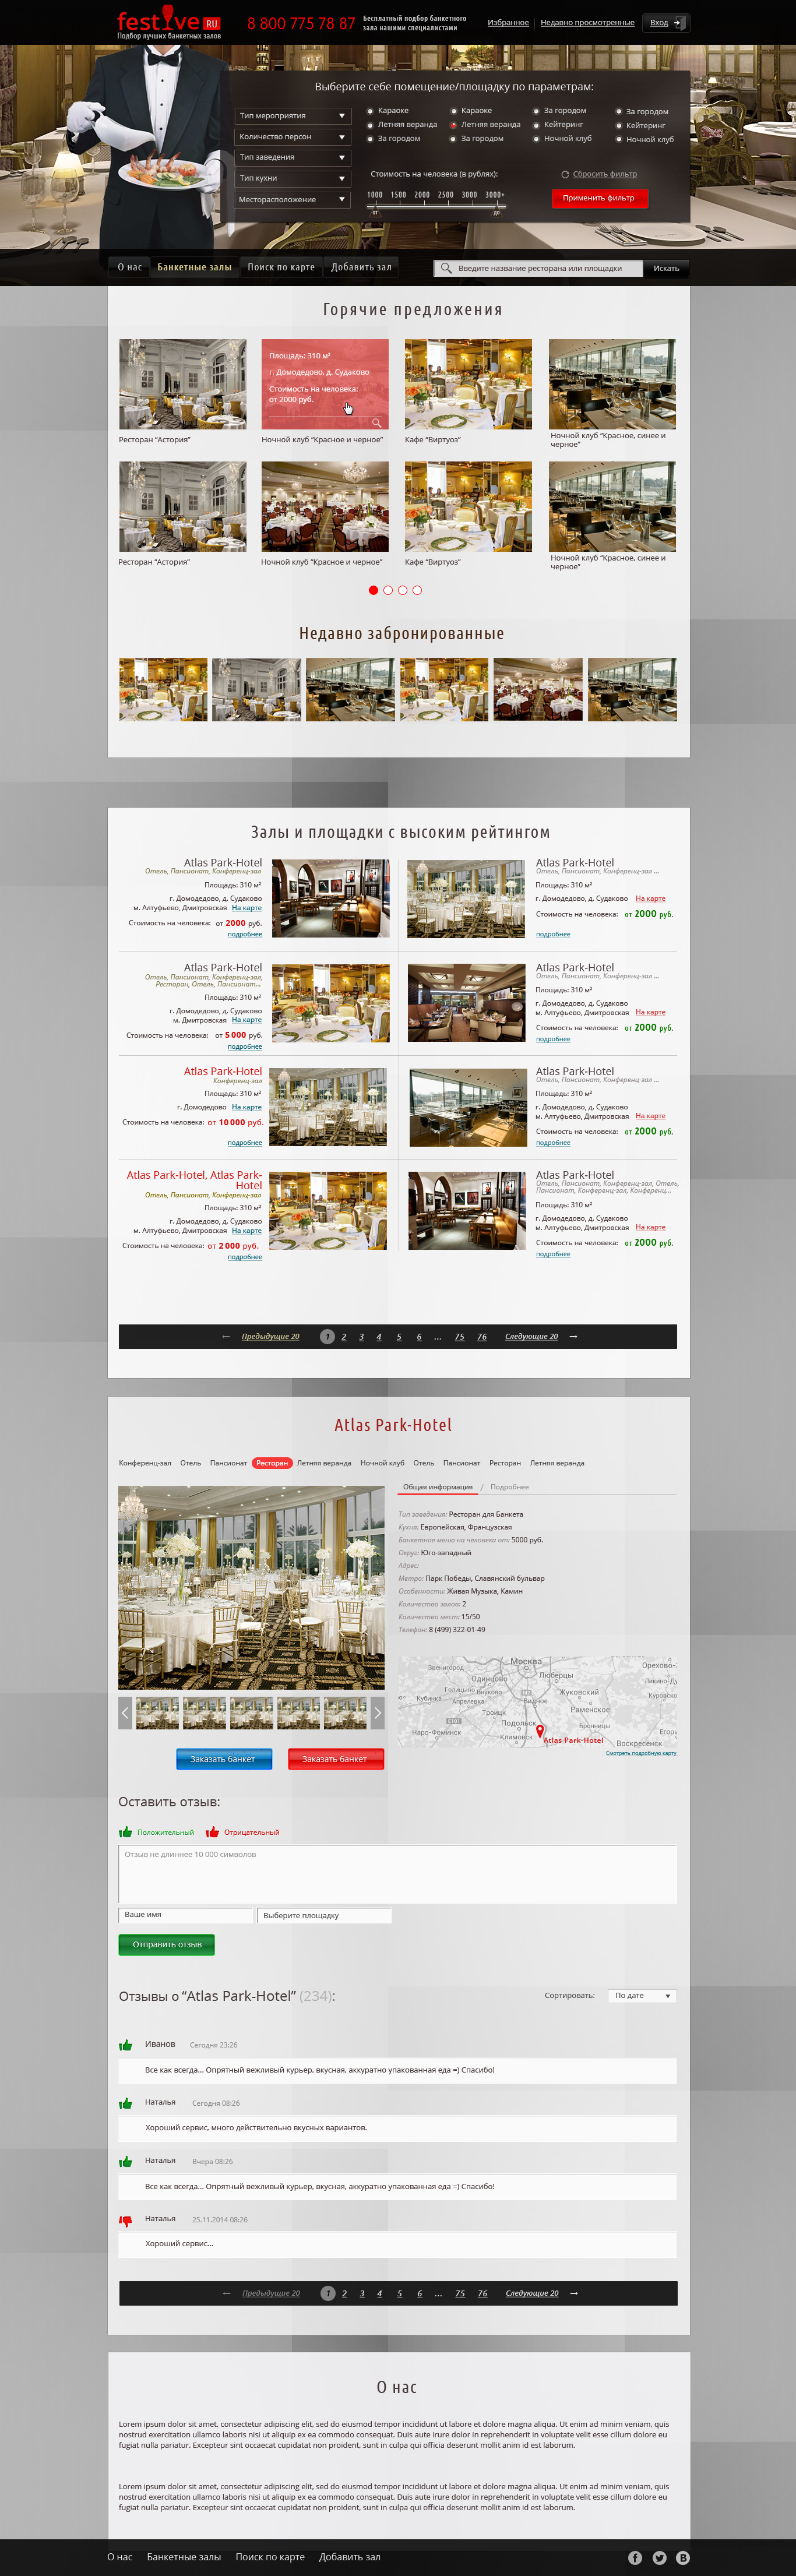 festive RU
Подбор лучших банкетных залов
8 800 775 78 87
Бесплатный подбор банкетного
зала нашими специалистами
Избранное
Недавно просмотренные
Вход
Выберите себе помещение/площадку по параметрам:
Тип мероприятия
Количество персон
Тип заведения
Тип кухни
Месторасположение
Караоке
Летняя веранда
За городом
Караоке
Летняя веранда
За городом
За городом
Кейтеринг
Ночной клуб
За городом
Кейтеринг
Ночной клуб
Стоимость на человека (в рублях):
1000 1500 2000 2500 3000 3000+
от до
Сбросить фильтр
Применить фильтр
О нас
Банкетные залы
Поиск по карте
Добавить зал
Введите название ресторана или площадки
Искать
Горячие предложения
Площадь: 310 м²
г. Домодедово, д. Судаково
Стоимость на человека:
от 2000 руб.
Ресторан “Астория”
Ночной клуб “Красное и черное”
Кафе “Виртуоз”
Ночной клуб “Красное, синее и
черное”
Ресторан “Астория”
Ночной клуб “Красное и черное”
Кафе “Виртуоз”
Ночной клуб “Красное, синее и
черное”
Недавно забронированные
Залы и площадки с высоким рейтингом
Atlas Park-Hotel
Отель, Пансионат, Конференц-зал
Площадь: 310 м²
г. Домодедово, д. Судаково
м. Алтуфьево, Дмитровская На карте
Стоимость на человека: от 2000 руб.
подробнее
Atlas Park-Hotel
Отель, Пансионат, Конференц-зал ...
Площадь: 310 м²
г. Домодедово, д. Судаково На карте
Стоимость на человека: от 2000 руб.
подробнее
Atlas Park-Hotel
Отель, Пансионат, Конференц-зал,
Ресторан, Отель, Пансионат...
Площадь: 310 м²
г. Домодедово, д. Судаково
м. Дмитровская На карте
Стоимость на человека: от 5 000 руб.
подробнее
Atlas Park-Hotel
Отель, Пансионат, Конференц-зал ...
Площадь: 310 м²
г. Домодедово, д. Судаково
м. Алтуфьево, Дмитровская На карте
Стоимость на человека: от 2000 руб.
подробнее
Atlas Park-Hotel
Конференц-зал
Площадь: 310 м²
г. Домодедово На карте
Стоимость на человека: от 10 000 руб.
подробнее
Atlas Park-Hotel
Отель, Пансионат, Конференц-зал ...
Площадь: 310 м²
г. Домодедово, д. Судаково
м. Алтуфьево, Дмитровская На карте
Стоимость на человека: от 2000 руб.
подробнее
Atlas Park-Hotel, Atlas Park-
Hotel
Отель, Пансионат, Конференц-зал
Площадь: 310 м²
г. Домодедово, д. Судаково
м. Алтуфьево, Дмитровская На карте
Стоимость на человека: от 2 000 руб.
подробнее
Atlas Park-Hotel
Отель, Пансионат, Конференц-зал, Отель,
Пансионат, Конференц-зал, Конференц...
Площадь: 310 м²
г. Домодедово, д. Судаково
м. Алтуфьево, Дмитровская На карте
Стоимость на человека: от 2000 руб.
подробнее
← Предыдущие 20 1 2 3 4 5 6 ... 75 76 Следующие 20 →
Atlas Park-Hotel
Конференц-зал Отель Пансионат Ресторан Летняя веранда Ночной клуб Отель Пансионат Ресторан Летняя веранда
Общая информация / Подробнее
Тип заведения: Ресторан для Банкета
Кухня: Европейская, Французская
Банкетное меню на человека от: 5000 руб.
Округ: Юго-западный
Адрес:
Метро: Парк Победы, Славянский бульвар
Особенности: Живая Музыка, Камин
Количество залов: 2
Количество мест: 15/50
Телефон: 8 (499) 322-01-49
Москва
Звенигород
Одинцово
Люберцы
Орехово-З
Голицыно
Внуково
Ликино-Ду
Кубинка
Апрелевка
Видное
Жуковский
Куровско
Троицк
Раменское
Подольск
Бронницы
Наро-Фоминск
Климовск
Егорь
Воскресенск
Atlas Park-Hotel
Смотреть подробную карту
Заказать банкет
Заказать банкет
Оставить отзыв:
Положительный
Отрицательный
Отзыв не длиннее 10 000 символов
Ваше имя
Выберите площадку
Отправить отзыв
Отзывы о “Atlas Park-Hotel” (234):
Сортировать:
По дате
Иванов Сегодня 23:26
Все как всегда... Опрятный вежливый курьер, вкусная, аккуратно упакованная еда =) Спасибо!
Наталья Сегодня 08:26
Хороший сервис, много действительно вкусных вариантов.
Наталья Вчера 08:26
Все как всегда... Опрятный вежливый курьер, вкусная, аккуратно упакованная еда =) Спасибо!
Наталья 25.11.2014 08:26
Хороший сервис...
← Предыдущие 20 1 2 3 4 5 6 ... 75 76 Следующие 20 →
О нас
Lorem ipsum dolor sit amet, consectetur adipiscing elit, sed do eiusmod tempor incididunt ut labore et dolore magna aliqua. Ut enim ad minim veniam, quis
nostrud exercitation ullamco laboris nisi ut aliquip ex ea commodo consequat. Duis aute irure dolor in reprehenderit in voluptate velit esse cillum dolore eu
fugiat nulla pariatur. Excepteur sint occaecat cupidatat non proident, sunt in culpa qui officia deserunt mollit anim id est laborum.
Lorem ipsum dolor sit amet, consectetur adipiscing elit, sed do eiusmod tempor incididunt ut labore et dolore magna aliqua. Ut enim ad minim veniam, quis
nostrud exercitation ullamco laboris nisi ut aliquip ex ea commodo consequat. Duis aute irure dolor in reprehenderit in voluptate velit esse cillum dolore eu
fugiat nulla pariatur. Excepteur sint occaecat cupidatat non proident, sunt in culpa qui officia deserunt mollit anim id est laborum.
О нас
Банкетные залы
Поиск по карте
Добавить зал